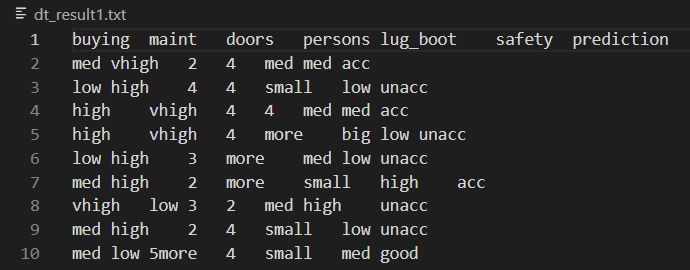 dt_result1.txt
1 buying maint doors persons lug_boot safety prediction
2 med vhigh 2 4 med med acc
3 low high 4 4 small low unacc
4 high vhigh 4 4 med med acc
5 high vhigh 4 more big low unacc
6 low high 3 more med low unacc
7 med high 2 more small high acc
8 vhigh low 3 2 med high unacc
9 med high 2 4 small low unacc
10 med low 5more 4 small med good